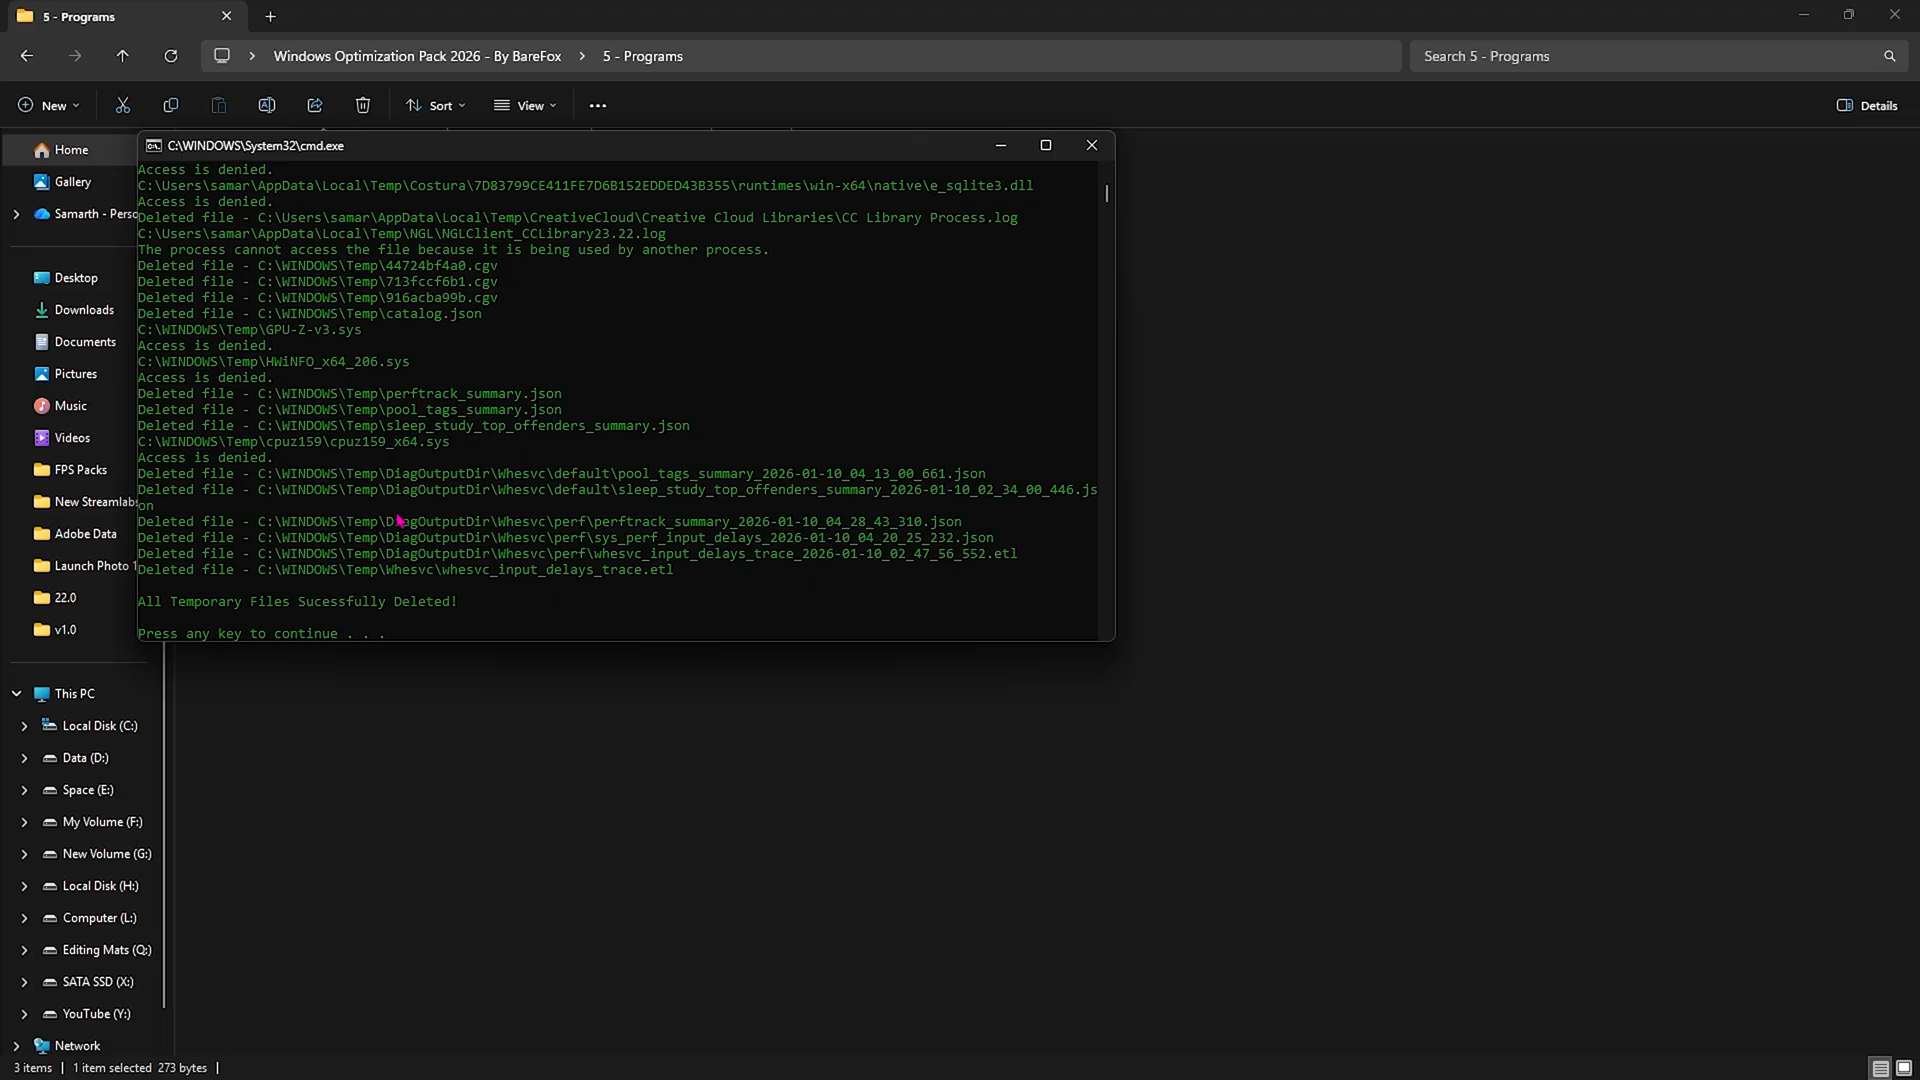 5 - Programs
Windows Optimization Pack 2026 - By BareFox > 5 - Programs
Search 5 - Programs
New
Sort
View
Details
Home
Gallery
Samarth - Perso
Desktop
Downloads
Documents
Pictures
Music
Videos
FPS Packs
New Streamlabs
Adobe Data
Launch Photo 1
22.0
v1.0
This PC
Local Disk (C:)
Data (D:)
Space (E:)
My Volume (F:)
New Volume (G:)
Local Disk (H:)
Computer (L:)
Editing Mats (Q:)
SATA SSD (X:)
YouTube (Y:)
Network
C:\WINDOWS\System32\cmd.exe
Access is denied.
C:\Users\samar\AppData\Local\Temp\Costura\7D83799CE411FE7D6B152EDDED43B355\runtimes\win-x64\native\e_sqlite3.dll
Access is denied.
Deleted file - C:\Users\samar\AppData\Local\Temp\CreativeCloud\Creative Cloud Libraries\CC Library Process.log
C:\Users\samar\AppData\Local\Temp\NGL\NGLClient_CCLibrary23.22.log
The process cannot access the file because it is being used by another process.
Deleted file - C:\WINDOWS\Temp\44724bf4a0.cgv
Deleted file - C:\WINDOWS\Temp\713fccf6b1.cgv
Deleted file - C:\WINDOWS\Temp\916acba99b.cgv
Deleted file - C:\WINDOWS\Temp\catalog.json
C:\WINDOWS\Temp\GPU-Z-v3.sys
Access is denied.
C:\WINDOWS\Temp\HWiNFO_x64_206.sys
Access is denied.
Deleted file - C:\WINDOWS\Temp\perftrack_summary.json
Deleted file - C:\WINDOWS\Temp\pool_tags_summary.json
Deleted file - C:\WINDOWS\Temp\sleep_study_top_offenders_summary.json
C:\WINDOWS\Temp\cpuz159\cpuz159_x64.sys
Access is denied.
Deleted file - C:\WINDOWS\Temp\DiagOutputDir\Whesvc\default\pool_tags_summary_2026-01-10_04_13_00_661.json
Deleted file - C:\WINDOWS\Temp\DiagOutputDir\Whesvc\default\sleep_study_top_offenders_summary_2026-01-10_02_34_00_446.js
on
Deleted file - C:\WINDOWS\Temp\DiagOutputDir\Whesvc\perf\perftrack_summary_2026-01-10_04_28_43_310.json
Deleted file - C:\WINDOWS\Temp\DiagOutputDir\Whesvc\perf\sys_perf_input_delays_2026-01-10_04_20_25_232.json
Deleted file - C:\WINDOWS\Temp\DiagOutputDir\Whesvc\perf\whesvc_input_delays_trace_2026-01-10_02_47_56_552.etl
Deleted file - C:\WINDOWS\Temp\Whesvc\whesvc_input_delays_trace.etl
All Temporary Files Sucessfully Deleted!
Press any key to continue . . .
3 items | 1 item selected 273 bytes |